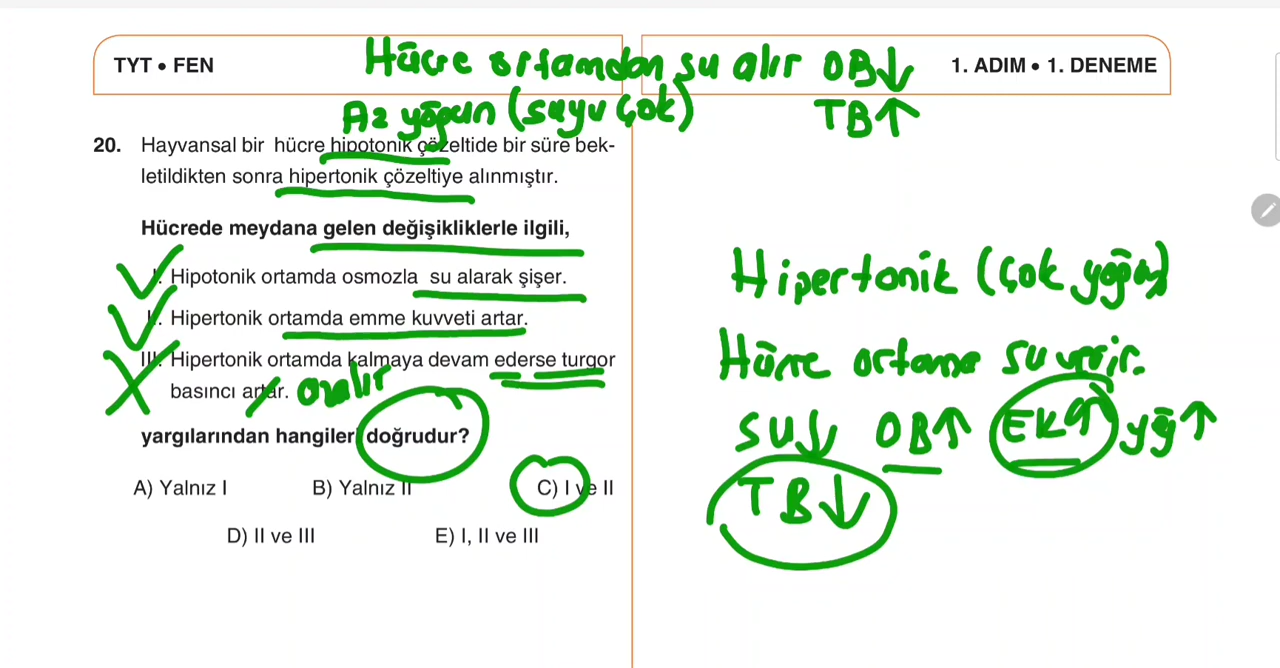 TYT • FEN
1. ADIM • 1. DENEME
Hücre ortamdan su alır OB↓
Az yoğun (suyu çok) TB↑
20. Hayvansal bir hücre hipotonik çözeltide bir süre bek-
letildikten sonra hipertonik çözeltiye alınmıştır.
Hücrede meydana gelen değişikliklerle ilgili,
I. Hipotonik ortamda osmozla su alarak şişer.
II. Hipertonik ortamda emme kuvveti artar.
III. Hipertonik ortamda kalmaya devam ederse turgor
basıncı artar. azalır
yargılarından hangileri doğrudur?
A) Yalnız I B) Yalnız II C) I ve II
D) II ve III E) I, II ve III
Hipertonik (Çok yoğun)
Hücre ortama su verir.
SU↓ OB↑ EK↑ yğ↑
TB↓